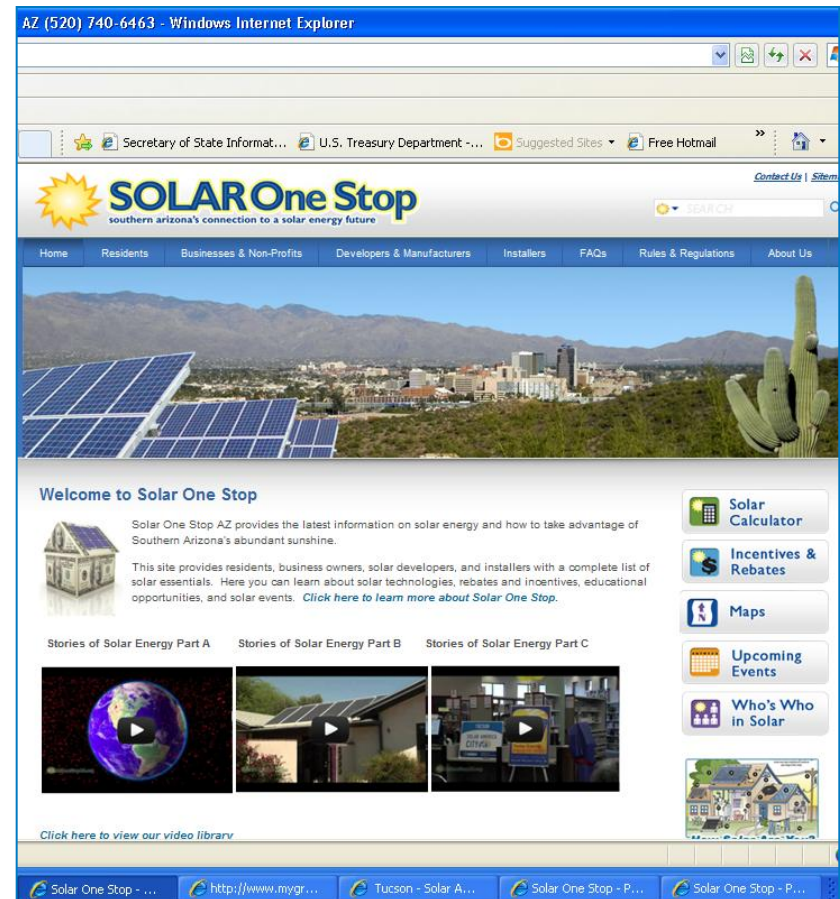 AZ (520) 740-6463 - Windows Internet Explorer
Secretary of State Informat... U.S. Treasury Department -... Suggested Sites Free Hotmail »
Contact Us | Sitem
SOLAR One Stop
southern arizona's connection to a solar energy future
SEARCH
Home Residents Businesses & Non-Profits Developers & Manufacturers Installers FAQs Rules & Regulations About Us
Welcome to Solar One Stop
Solar One Stop AZ provides the latest information on solar energy and how to take advantage of
Southern Arizona's abundant sunshine.
This site provides residents, business owners, solar developers, and installers with a complete list of
solar essentials. Here you can learn about solar technologies, rebates and incentives, educational
opportunities, and solar events. Click here to learn more about Solar One Stop.
Stories of Solar Energy Part A Stories of Solar Energy Part B Stories of Solar Energy Part C
Click here to view our video library
Solar
Calculator
Incentives &
Rebates
Maps
Upcoming
Events
Who's Who
in Solar
How Solar Are You?
Solar One Stop - ... http://www.mygr... Tucson - Solar A... Solar One Stop - P... Solar One Stop - P...